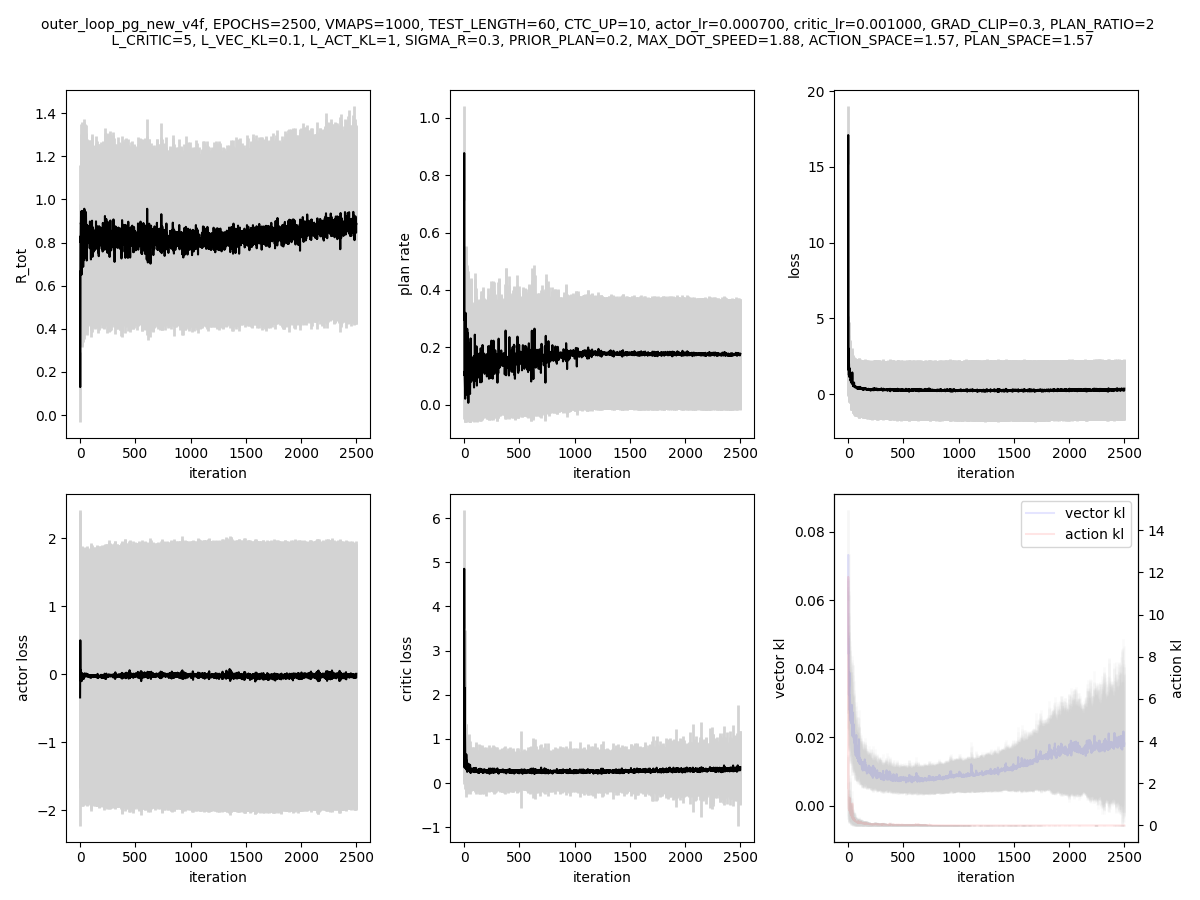 outer_loop_pg_new_v4f, EPOCHS=2500, VMAPS=1000, TEST_LENGTH=60, CTC_UP=10, actor_lr=0.000700, critic_lr=0.001000, GRAD_CLIP=0.3, PLAN_RATIO=2
L_CRITIC=5, L_VEC_KL=0.1, L_ACT_KL=1, SIGMA_R=0.3, PRIOR_PLAN=0.2, MAX_DOT_SPEED=1.88, ACTION_SPACE=1.57, PLAN_SPACE=1.57
R_tot
1.4
1.2
1.0
0.8
0.6
0.4
0.2
0.0
0 500 1000 1500 2000 2500
iteration
plan rate
1.0
0.8
0.6
0.4
0.2
0.0
0 500 1000 1500 2000 2500
iteration
loss
20
15
10
5
0
0 500 1000 1500 2000 2500
iteration
actor loss
2
1
0
−1
−2
0 500 1000 1500 2000 2500
iteration
critic loss
6
5
4
3
2
1
0
−1
0 500 1000 1500 2000 2500
iteration
vector kl
0.08
0.06
0.04
0.02
0.00
0 500 1000 1500 2000 2500
iteration
vector kl
action kl
14
12
10
8
6
4
2
0
action kl